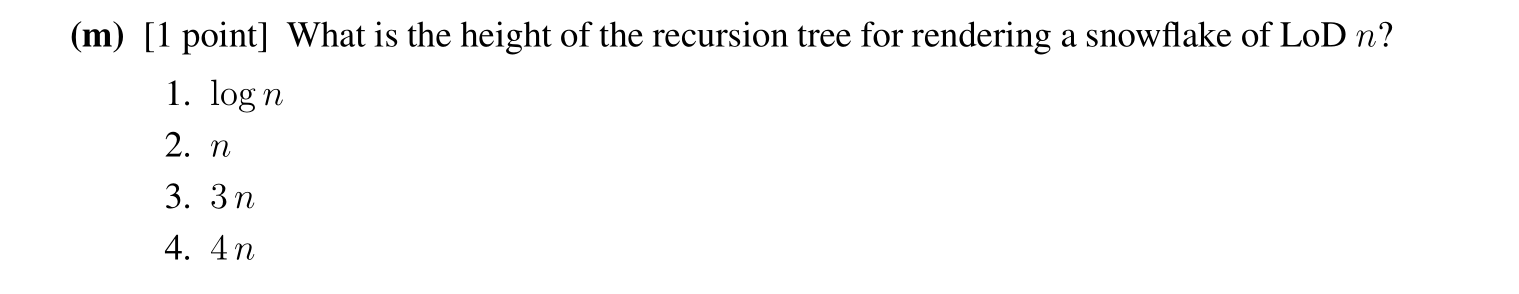 (m) [1 point] What is the height of the recursion tree for rendering a snowflake of LoD n?
1. log n
2. n
3. 3 n
4. 4 n